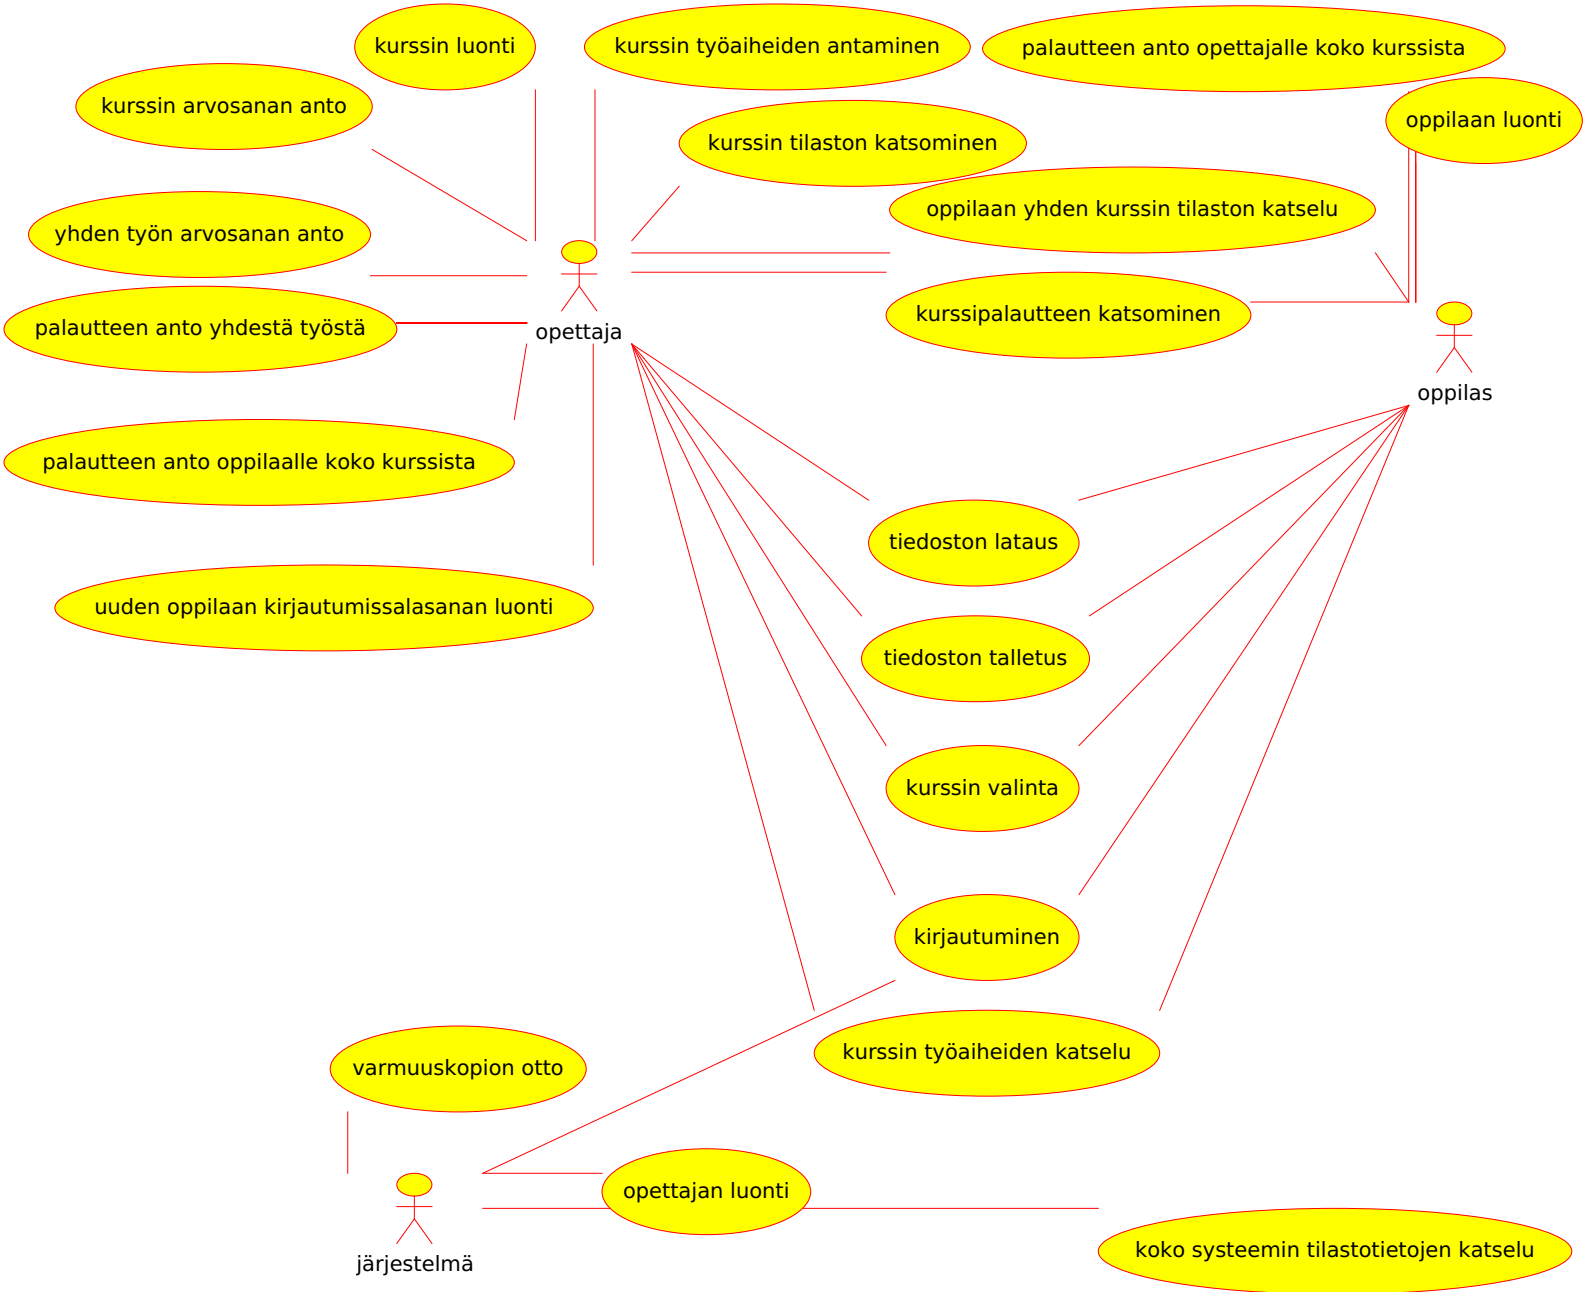 kurssin luonti
kurssin työaiheiden antaminen
palautteen anto opettajalle koko kurssista
kurssin arvosanan anto
oppilaan luonti
kurssin tilaston katsominen
oppilaan yhden kurssin tilaston katselu
yhden työn arvosanan anto
kurssipalautteen katsominen
palautteen anto yhdestä työstä
opettaja
oppilas
palautteen anto oppilaalle koko kurssista
tiedoston lataus
uuden oppilaan kirjautumissalasanan luonti
tiedoston talletus
kurssin valinta
kirjautuminen
kurssin työaiheiden katselu
varmuuskopion otto
opettajan luonti
koko systeemin tilastotietojen katselu
järjestelmä